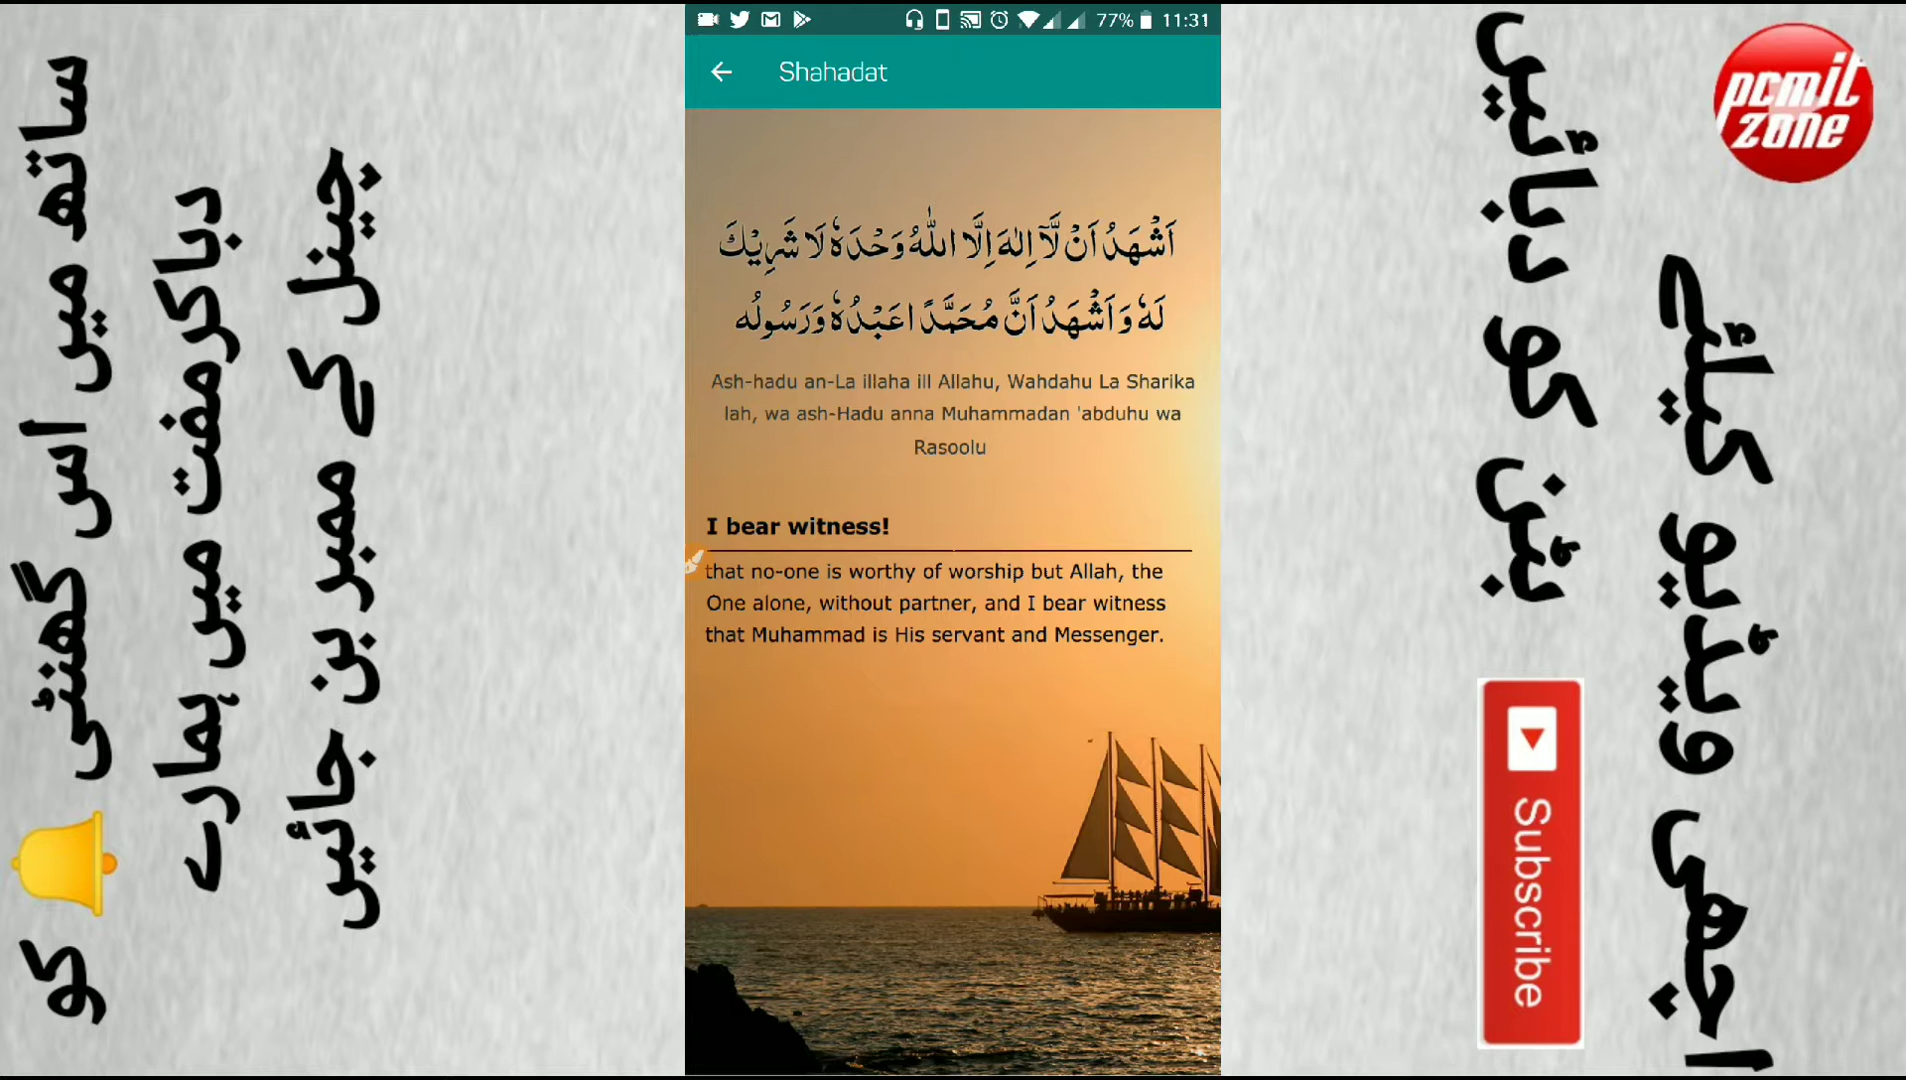 77% 11:31
Shahadat
اَشْهَدُ اَنْ لَّآ اِلٰهَ اِلَّا اللّٰهُ وَحْدَهٗ لَا شَرِيْكَ
لَهٗ وَاَشْهَدُ اَنَّ مُحَمَّدً اعَبْدُهٗ وَرَسُولُه
Ash-hadu an-La illaha ill Allahu, Wahdahu La Sharika
lah, wa ash-Hadu anna Muhammadan 'abduhu wa
Rasoolu
I bear witness!
that no-one is worthy of worship but Allah, the
One alone, without partner, and I bear witness
that Muhammad is His servant and Messenger.
pcmit
zone
اچھی ویڈیو کیلئے
Subscribe بٹن کو دبائیں
ساتھ میں اس گھنٹی کو
دباکرمفت میں ہمارے
چینل کے ممبر بن جائیں